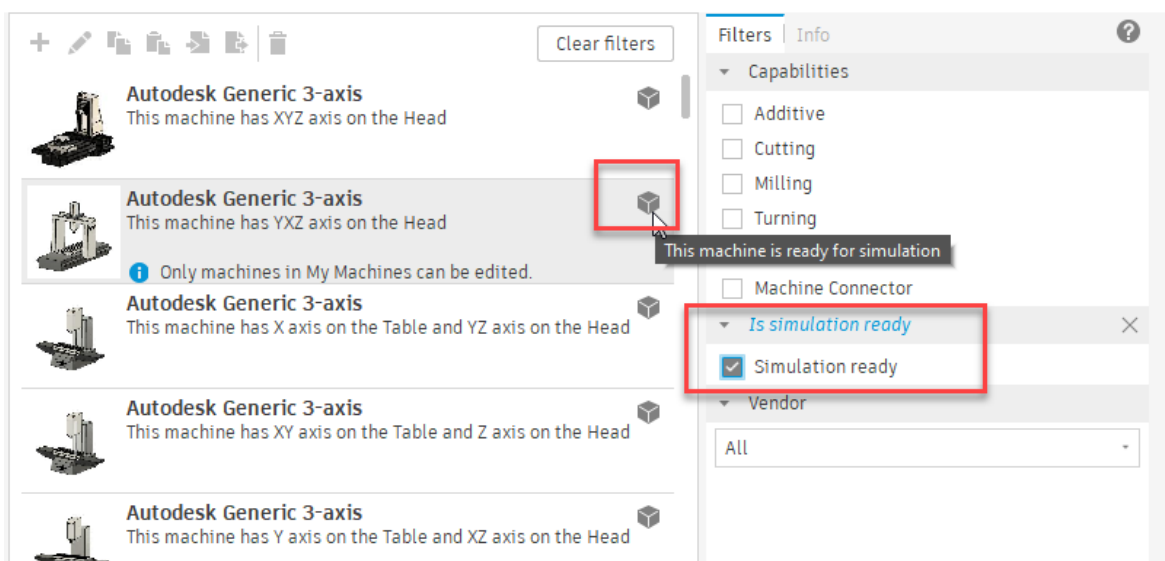 Clear filters
Autodesk Generic 3-axis
This machine has XYZ axis on the Head
Autodesk Generic 3-axis
This machine has YXZ axis on the Head
Only machines in My Machines can be edited.
Autodesk Generic 3-axis
This machine has X axis on the Table and YZ axis on the Head
Autodesk Generic 3-axis
This machine has XY axis on the Table and Z axis on the Head
Autodesk Generic 3-axis
This machine has Y axis on the Table and XZ axis on the Head
Filters Info
Capabilities
Additive
Cutting
Milling
Turning
This machine is ready for simulation
Machine Connector
Is simulation ready
Simulation ready
Vendor
All